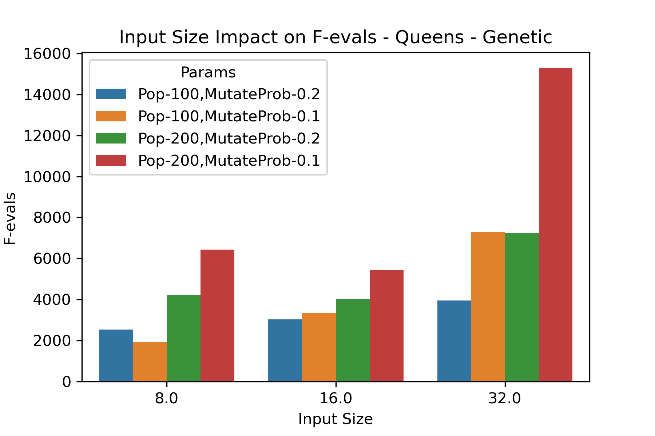 Input Size Impact on F-evals - Queens - Genetic
16000
14000
12000
10000
8000
6000
4000
2000
0
F-evals
Params
Pop-100,MutateProb-0.2
Pop-100,MutateProb-0.1
Pop-200,MutateProb-0.2
Pop-200,MutateProb-0.1
8.0 16.0 32.0
Input Size